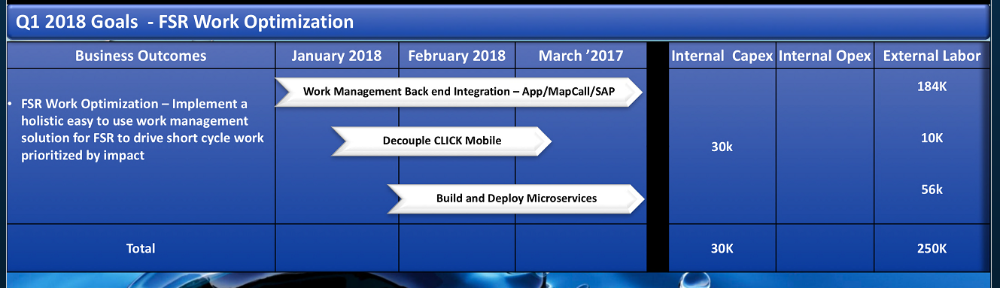 Q1 2018 Goals - FSR Work Optimization
Business Outcomes
January 2018
February 2018
March ’2017
Internal Capex
Internal Opex
External Labor
• FSR Work Optimization – Implement a
holistic easy to use work management
solution for FSR to drive short cycle work
prioritized by impact
Work Management Back end Integration – App/MapCall/SAP
Decouple CLICK Mobile
Build and Deploy Microservices
30k
184K
10K
56k
Total
30K
250K